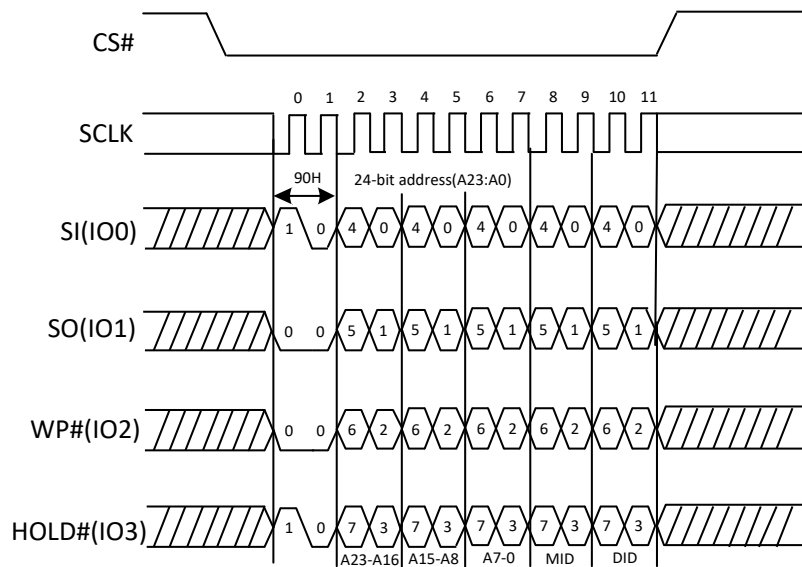 CS#
0 1 2 3 4 5 6 7 8 9 10 11
SCLK
90H 24-bit address(A23:A0)
SI(IO0) 1 0 4 0 4 0 4 0 4 0 4 0
SO(IO1) 0 0 5 1 5 1 5 1 5 1 5 1
WP#(IO2) 0 0 6 2 6 2 6 2 6 2 6 2
HOLD#(IO3) 1 0 7 3 7 3 7 3 7 3 7 3
A23-A16 A15-A8 A7-0 MID DID